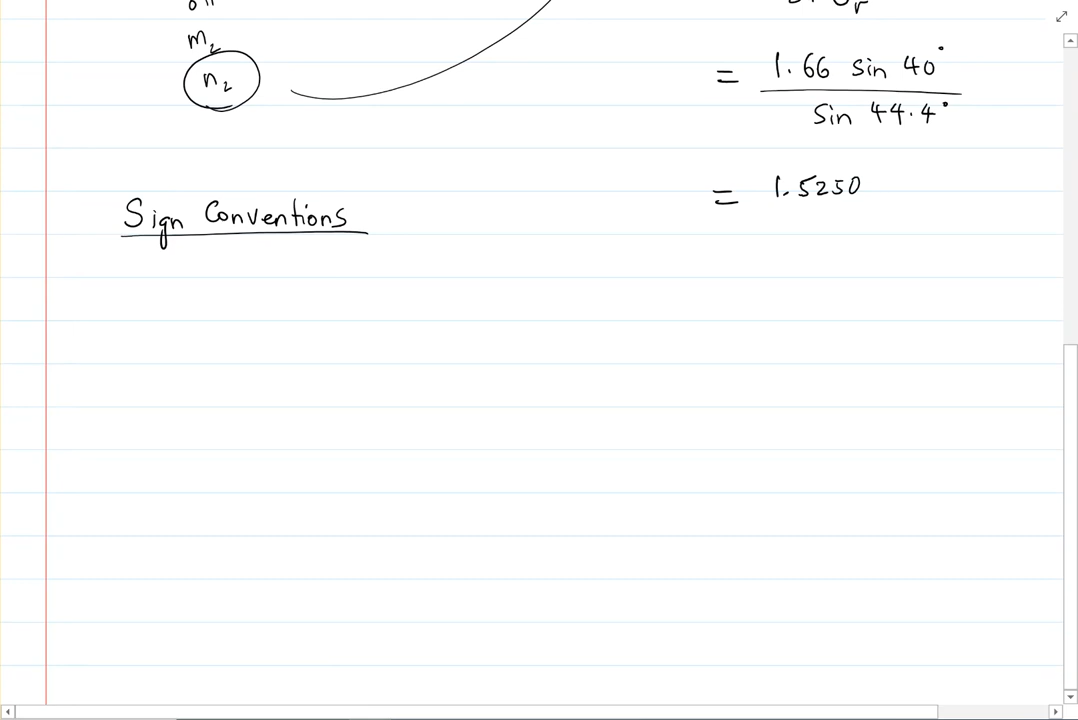 m₂
n₂
= 1.66 sin 40°
sin 44.4°
= 1.5250
Sign Conventions